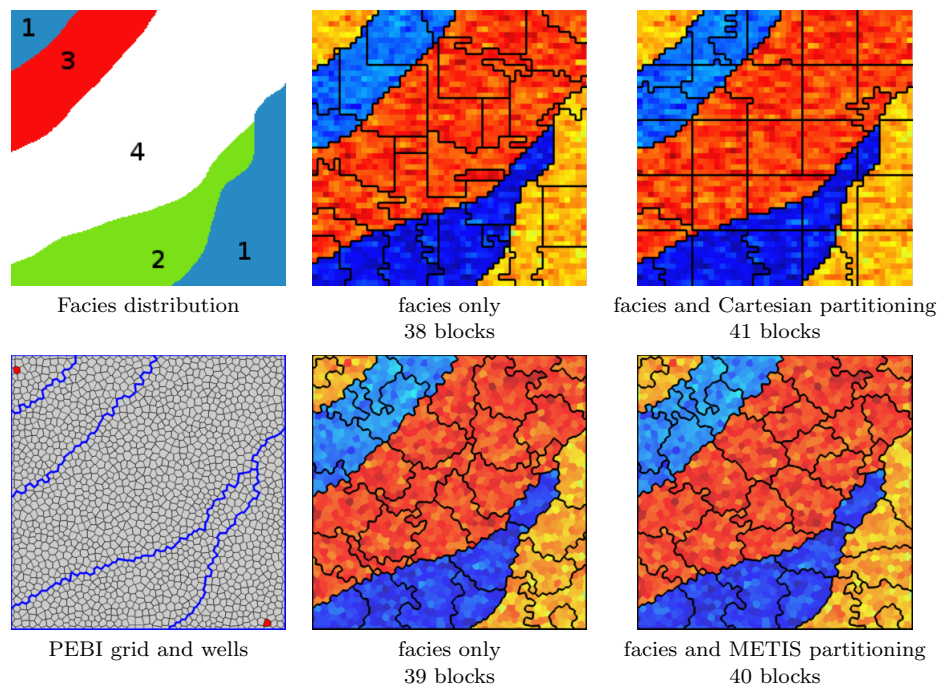 1
3
4
2
1
Facies distribution
facies only
38 blocks
facies and Cartesian partitioning
41 blocks
PEBI grid and wells
facies only
39 blocks
facies and METIS partitioning
40 blocks